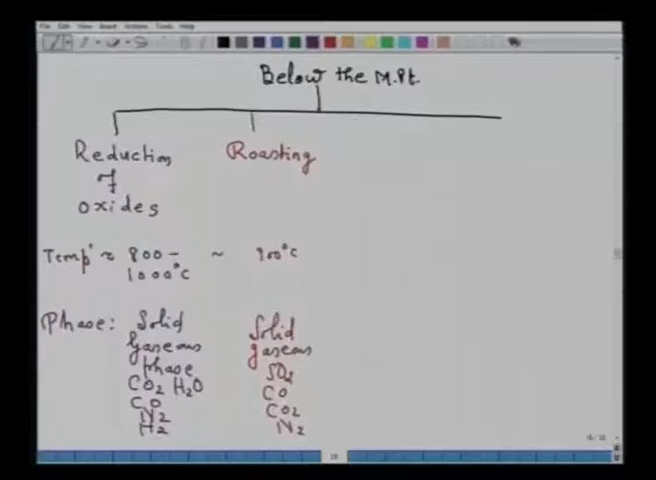 Below the M.Pt.
Reduction
of
oxides
Roasting
Temp ≈ 800 –
1000°C
~ 900°C
Phase: Solid
gaseous
phase
CO2 H2O
CO
N2
H2
Solid
gaseous
SO2
CO
CO2
N2